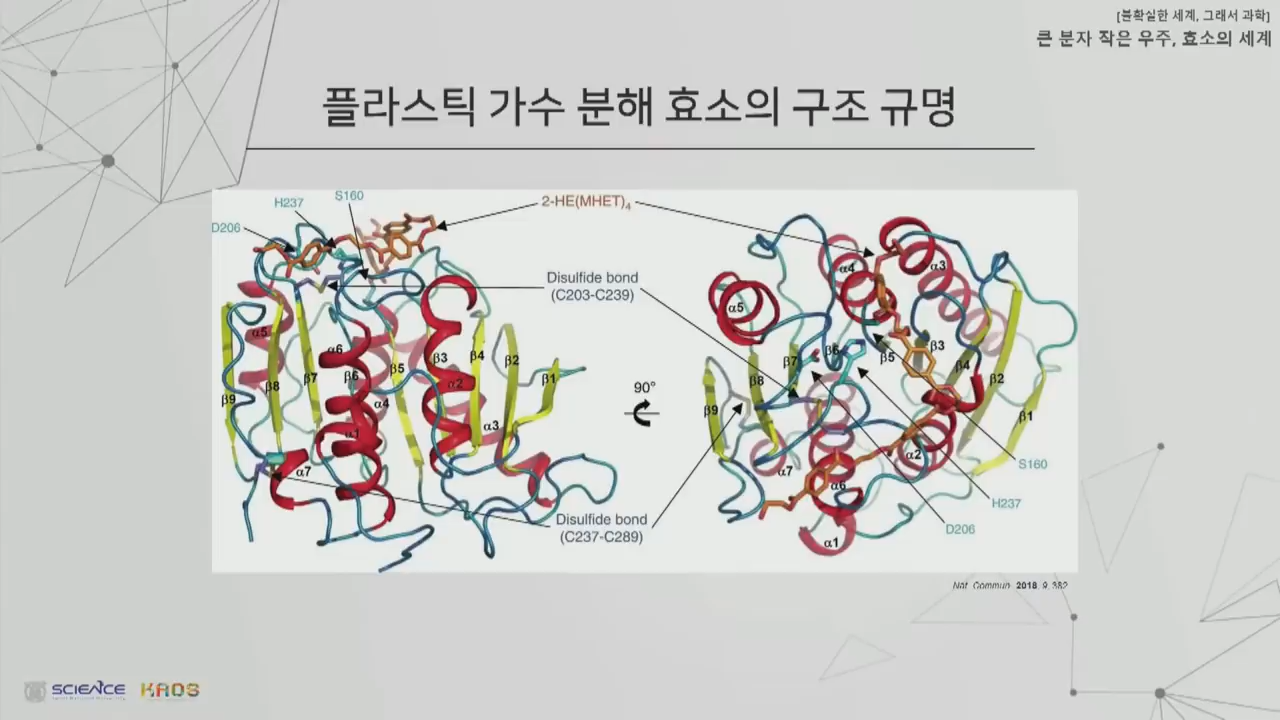 [불확실한 세계, 그래서 과학]
큰 분자 작은 우주, 효소의 세계
플라스틱 가수 분해 효소의 구조 규명
S160
H237
D206
2-HE(MHET)4
Disulfide bond
(C203-C239)
α5
α6
β3
β4
β2
β1
β9
β8
β7
β6
β5
α2
α4
α1
α3
α7
90°
Disulfide bond
(C237-C289)
α4
α3
α5
β7
β6
β5
β3
β4
β2
β1
β8
β9
α2
α7
α6
α1
S160
H237
D206
Nat. Commun. 2018, 9, 382
SCIENCE
KAOS